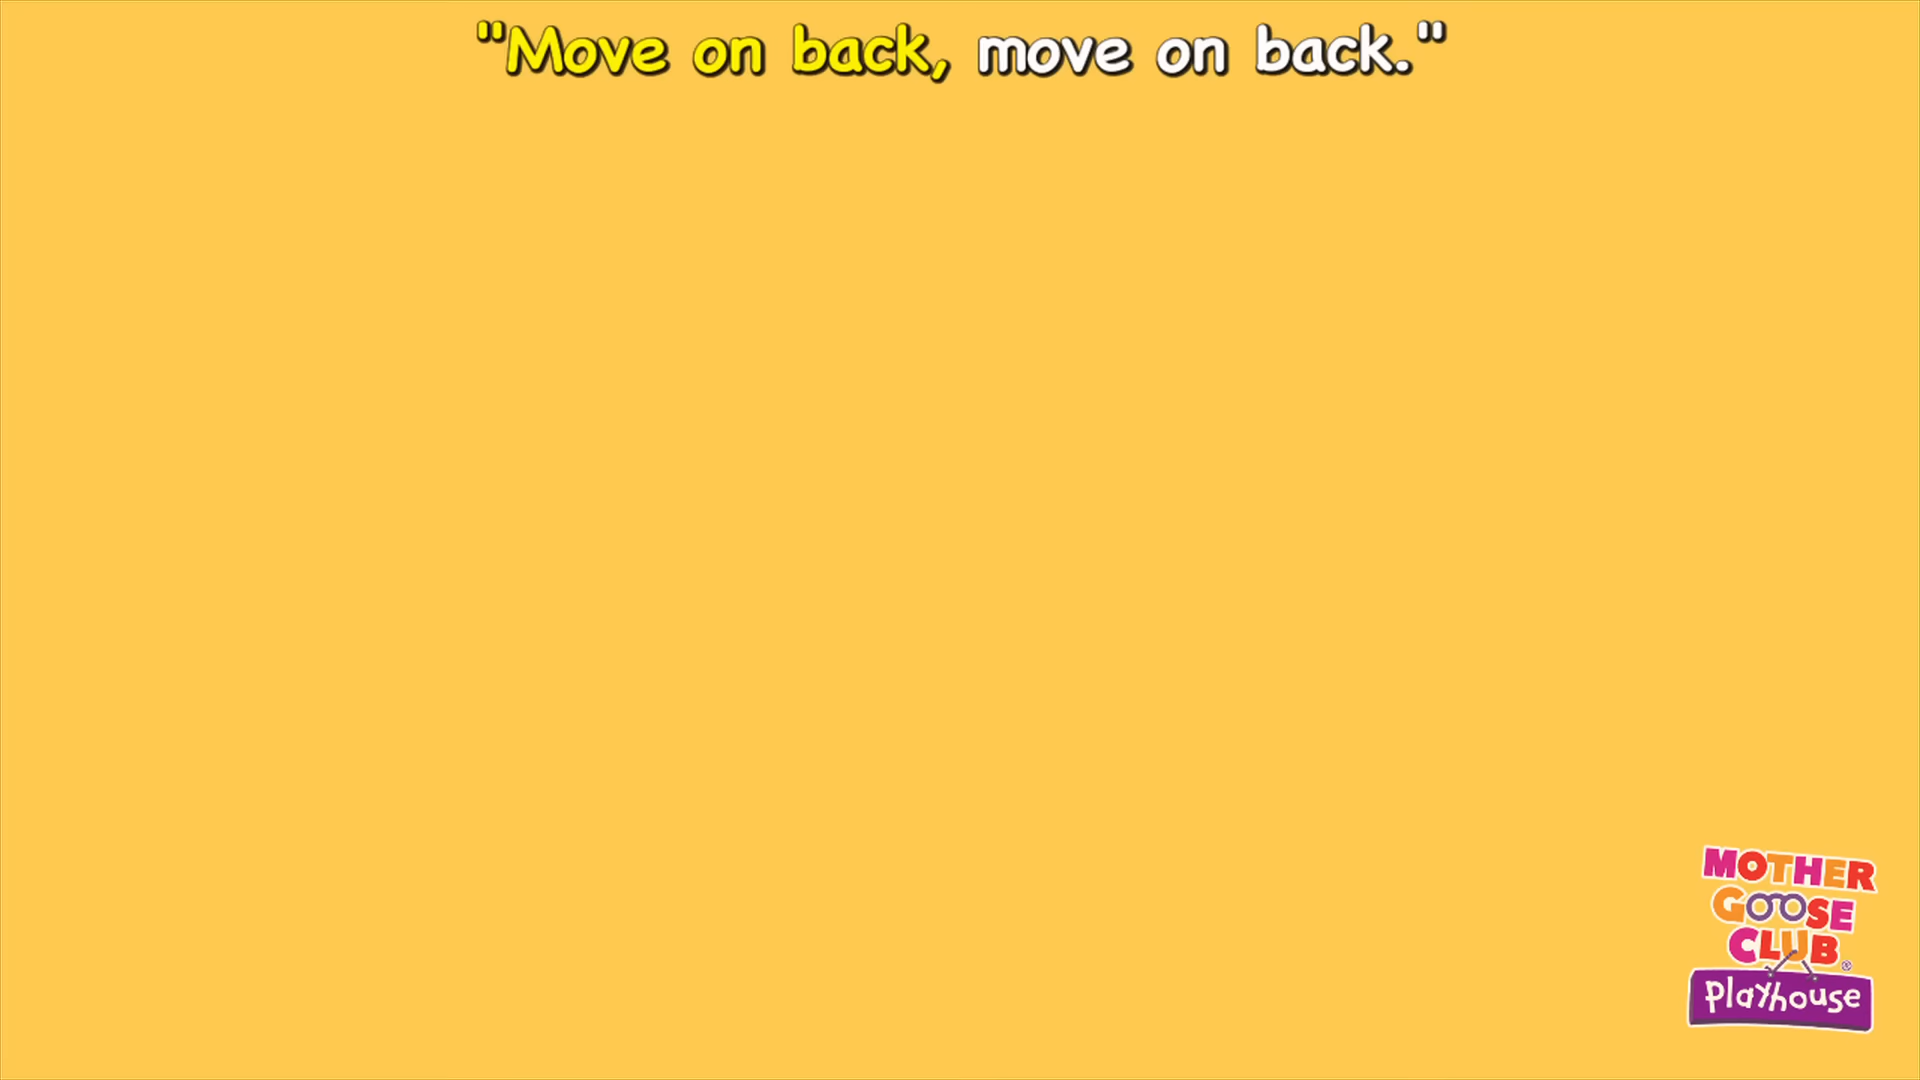 "Move on back, move on back."
MOTHER
GOOSE
CLUB®
Playhouse